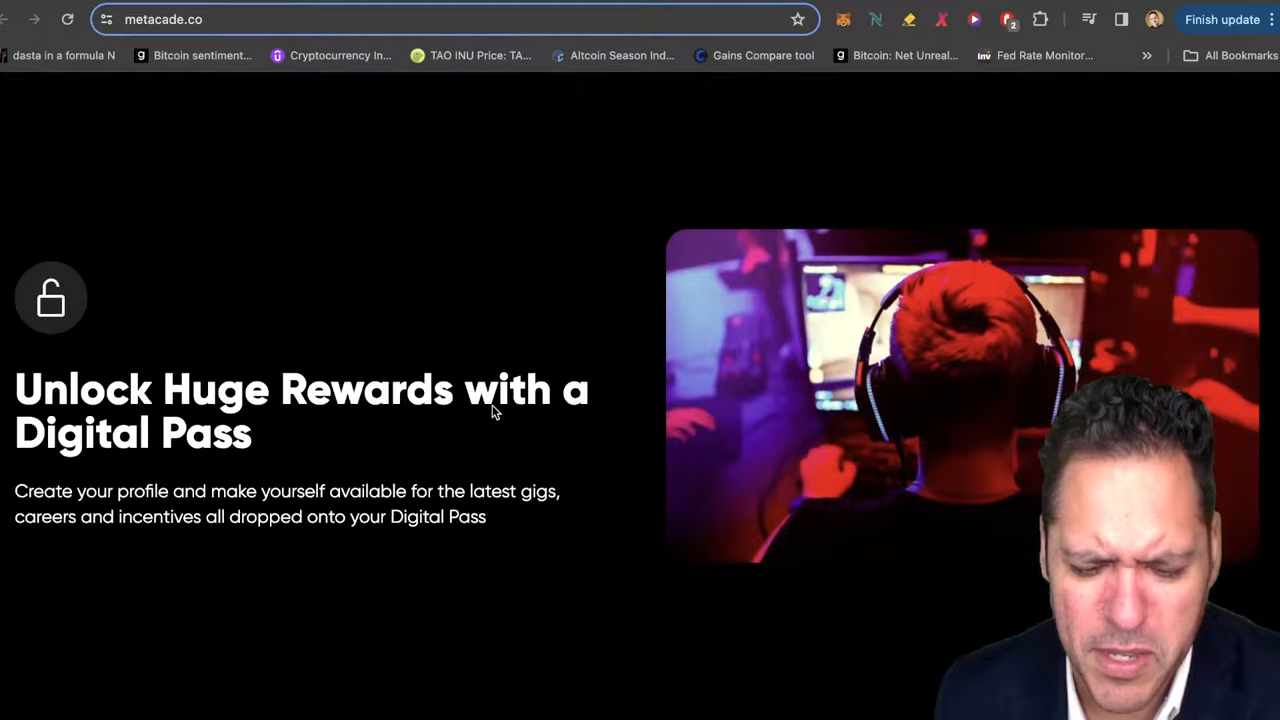 metacade.co
Finish update
dasta in a formula N
Bitcoin sentiment...
Cryptocurrency In...
TAO INU Price: TA...
Altcoin Season Ind...
Gains Compare tool
Bitcoin: Net Unreal...
Fed Rate Monitor...
All Bookmarks
2
Unlock Huge Rewards with a
Digital Pass
Create your profile and make yourself available for the latest gigs,
careers and incentives all dropped onto your Digital Pass